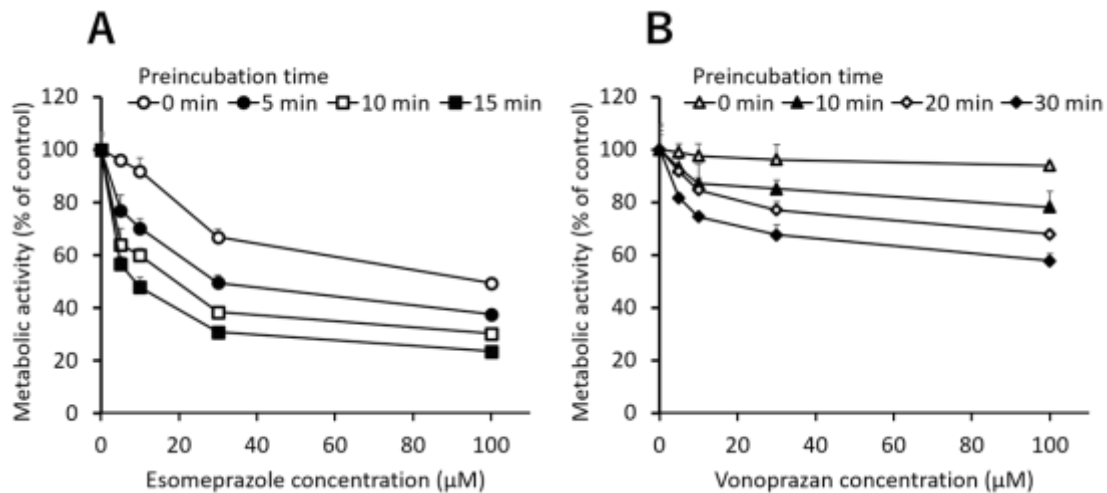 A
Preincubation time
0 min 5 min 10 min 15 min
Metabolic activity (% of control)
120
100
80
60
40
20
0
0 20 40 60 80 100
Esomeprazole concentration (μM)
B
Preincubation time
0 min 10 min 20 min 30 min
Metabolic activity (% of control)
120
100
80
60
40
20
0
0 20 40 60 80 100
Vonoprazan concentration (μM)